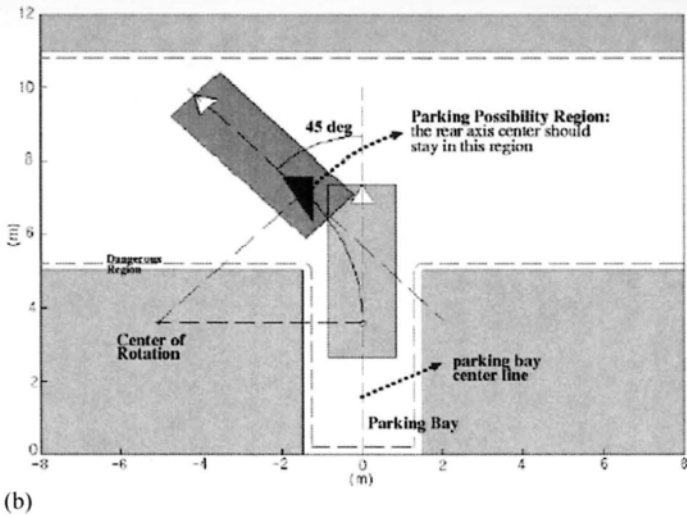 12
10
8
6
4
2
0
(m)
45 deg
Parking Possibility Region:
the rear axis center should
stay in this region
Dangerous
Region
Center of
Rotation
parking bay
center line
Parking Bay
-8
-6
-4
-2
0
2
4
6
8
(m)
(b)